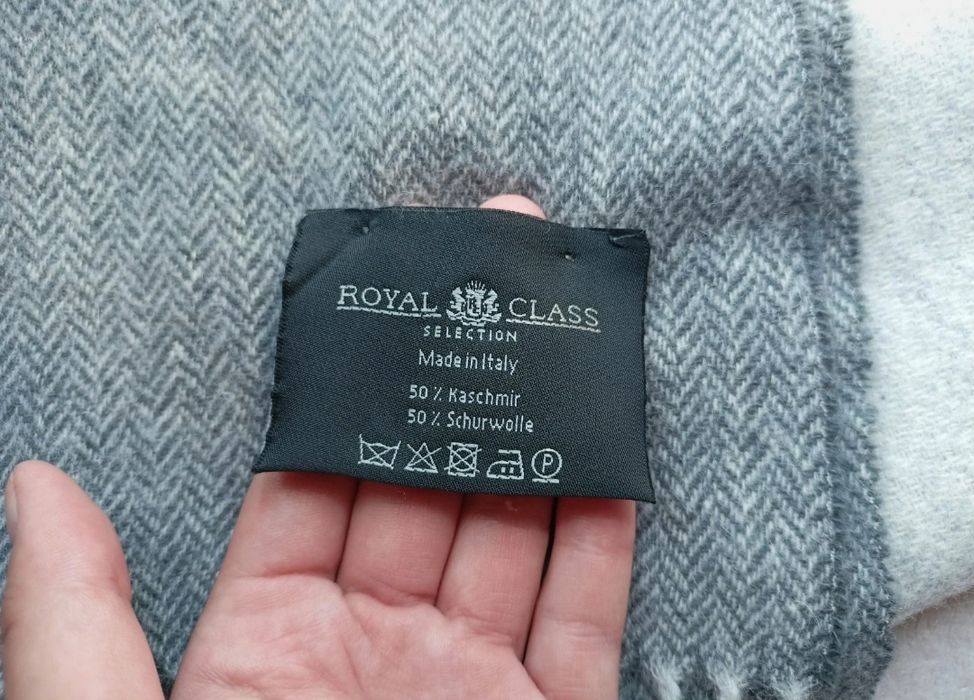 ROYAL CLASS
SELECTION
Made in Italy
50% Kaschmir
50% Schurwolle
P